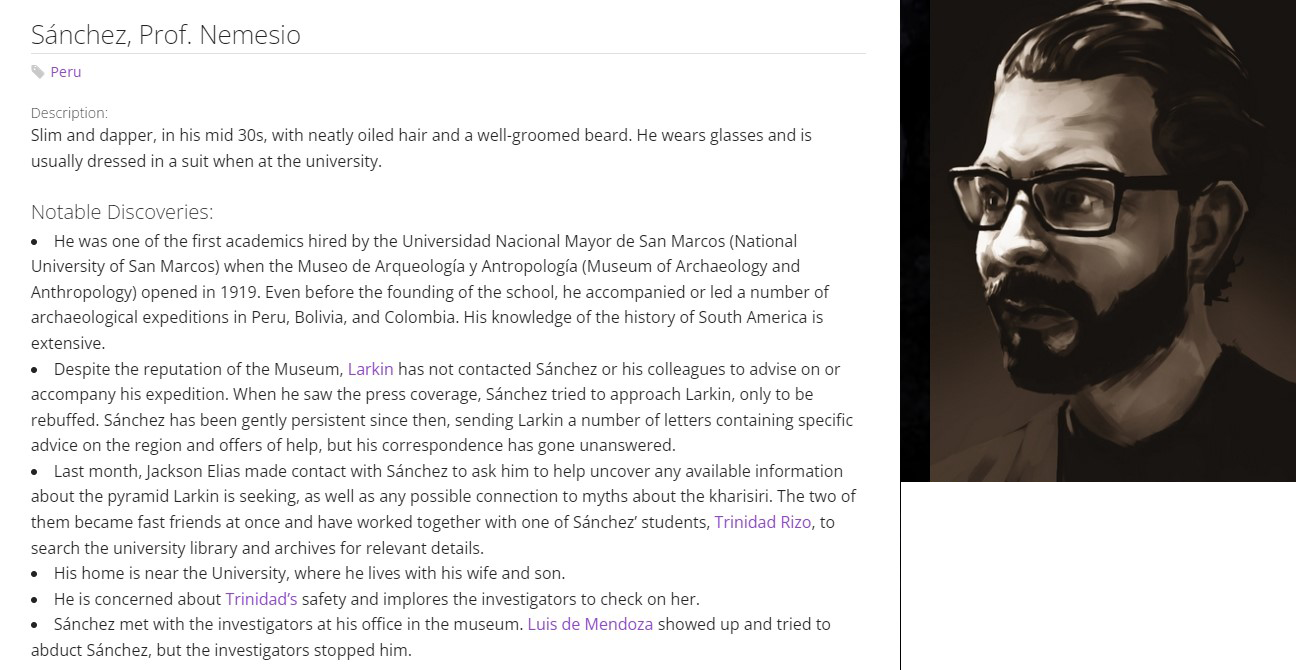 Sánchez, Prof. Nemesio
Peru
Description:
Slim and dapper, in his mid 30s, with neatly oiled hair and a well-groomed beard. He wears glasses and is
usually dressed in a suit when at the university.
Notable Discoveries:
• He was one of the first academics hired by the Universidad Nacional Mayor de San Marcos (National
University of San Marcos) when the Museo de Arqueología y Antropología (Museum of Archaeology and
Anthropology) opened in 1919. Even before the founding of the school, he accompanied or led a number of
archaeological expeditions in Peru, Bolivia, and Colombia. His knowledge of the history of South America is
extensive.
• Despite the reputation of the Museum, Larkin has not contacted Sánchez or his colleagues to advise on or
accompany his expedition. When he saw the press coverage, Sánchez tried to approach Larkin, only to be
rebuffed. Sánchez has been gently persistent since then, sending Larkin a number of letters containing specific
advice on the region and offers of help, but his correspondence has gone unanswered.
• Last month, Jackson Elias made contact with Sánchez to ask him to help uncover any available information
about the pyramid Larkin is seeking, as well as any possible connection to myths about the kharisiri. The two of
them became fast friends at once and have worked together with one of Sánchez’ students, Trinidad Rizo, to
search the university library and archives for relevant details.
• His home is near the University, where he lives with his wife and son.
• He is concerned about Trinidad’s safety and implores the investigators to check on her.
• Sánchez met with the investigators at his office in the museum. Luis de Mendoza showed up and tried to
abduct Sánchez, but the investigators stopped him.